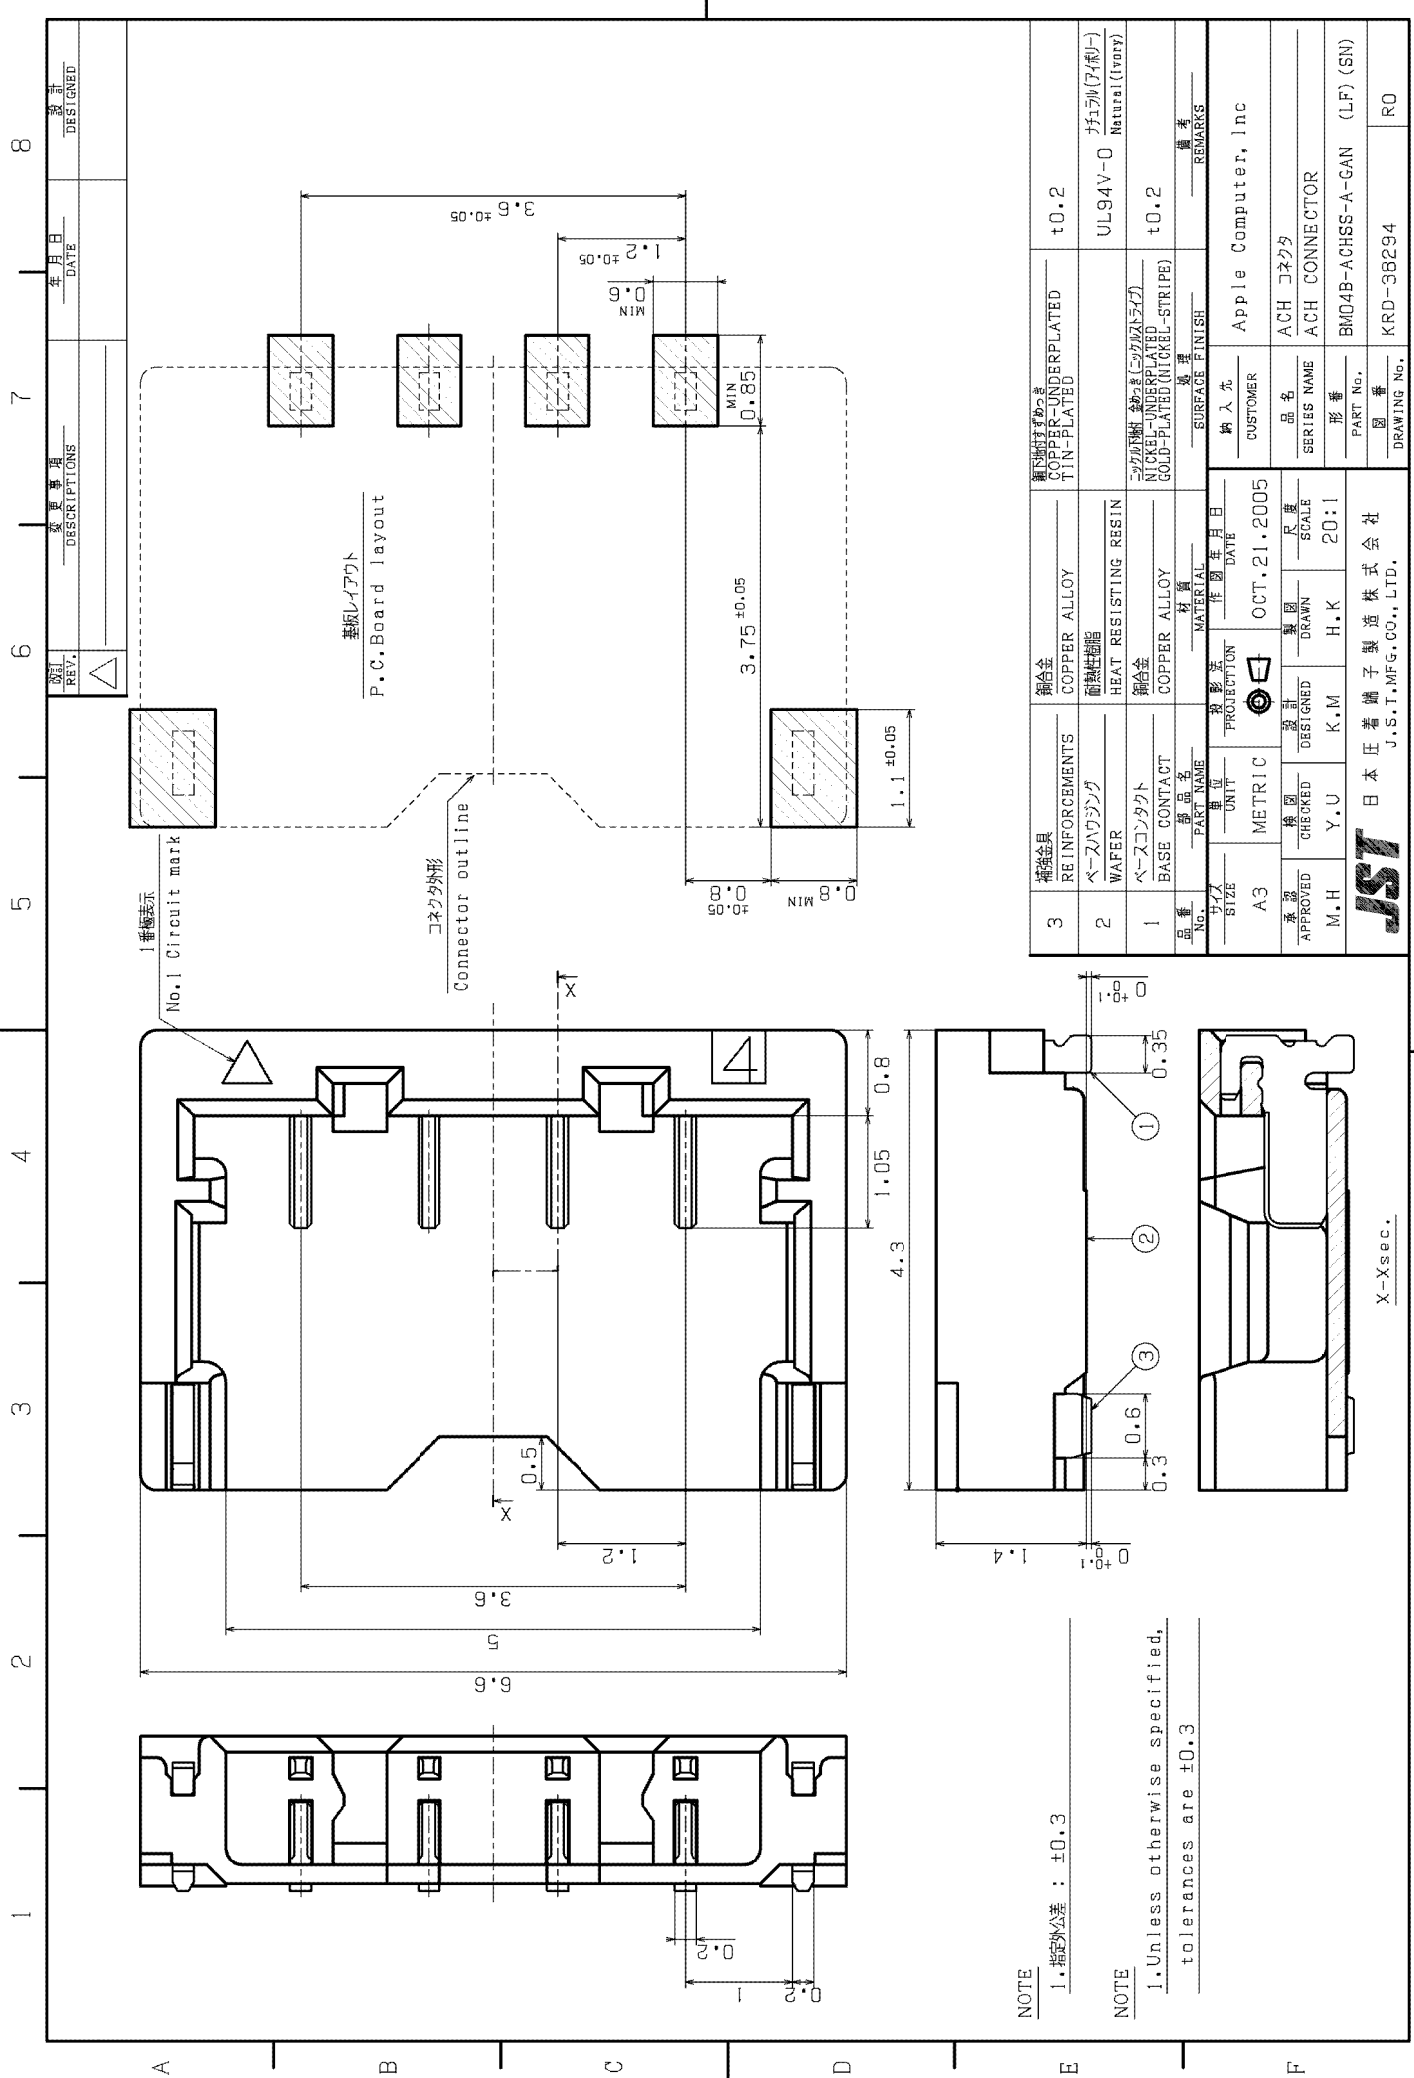 1
2
3
4
5
6
7
8
A
B
C
D
E
F
改訂
REV.
変更事項
DESCRIPTIONS
年月日
DATE
設計
DESIGNED
1番極表示
No.1 Circuit mark
コネクタ外形
Connector outline
基板レイアウト
P.C.Board layout
3.6 ±0.05
1.2 ±0.05
0.6 MIN
0.85 MIN
3.75 ±0.05
1.1 ±0.05
0.8 ±0.05
0.8 MIN
4
X
X
0.8
1.05
4.3
0.5
1.2
3.6
5
6.6
0.2
1
0.2
0 +0.1 0
0.35
1
2
3
0.6
0.3
1.4
0 +0.1 0
X-Xsec.
NOTE
1.指定外公差 : ±0.3
NOTE
1.Unless otherwise specified,
tolerances are ±0.3
3
補強金具
REINFORCEMENTS
銅合金
COPPER ALLOY
銅下地付すずめっき
COPPER-UNDERPLATED
TIN-PLATED
t0.2
2
ベースハウジング
WAFER
耐熱性樹脂
HEAT RESISTING RESIN
UL94V-0
ナチュラル(アイボリー)
Natural(Ivory)
1
ベースコンタクト
BASE CONTACT
銅合金
COPPER ALLOY
ニッケル下地付 金めっき(ニッケルストライプ)
NICKEL-UNDERPLATED
GOLD-PLATED(NICKEL-STRIPE)
t0.2
品番
No.
部品名
PART NAME
材質
MATERIAL
処理
SURFACE FINISH
備考
REMARKS
サイズ
SIZE
A3
単位
UNIT
METRIC
投影法
PROJECTION
作図年月日
DATE
OCT.21.2005
承認
APPROVED
M.H
検図
CHECKED
Y.U
設計
DESIGNED
K.M
製図
DRAWN
H.K
尺度
SCALE
20:1
JST
日本圧着端子製造株式会社
J.S.T.MFG.CO.,LTD.
納入先
CUSTOMER
Apple Computer,Inc
品名
SERIES NAME
ACH コネクタ
ACH CONNECTOR
形番
PART No.
BM04B-ACHSS-A-GAN (LF)(SN)
図番
DRAWING No.
KRD-38294
R0